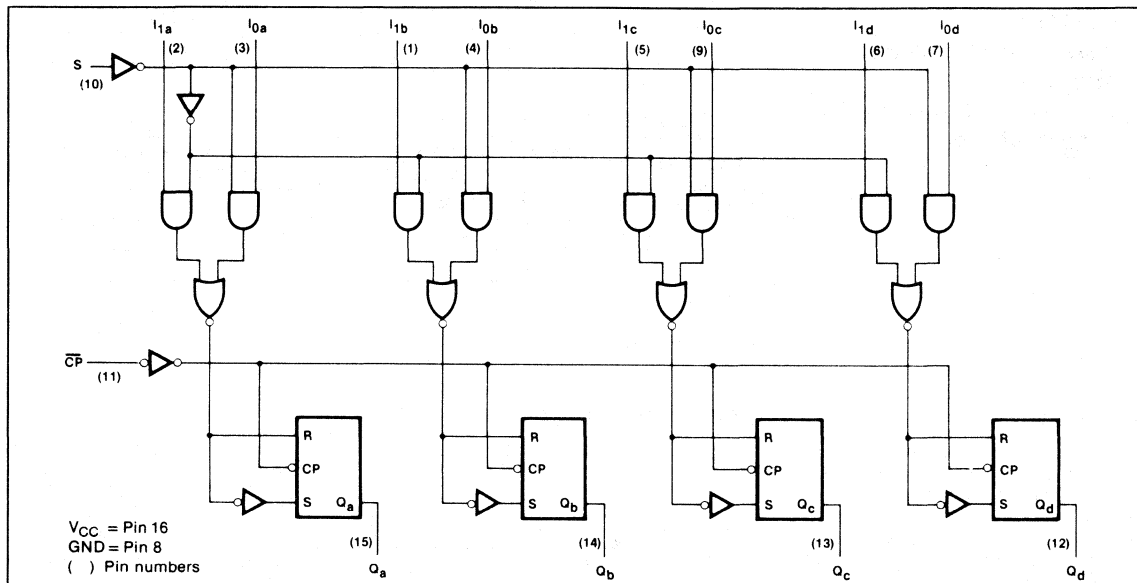 I1a I0a I1b I0b I1c I0c I1d I0d
(2) (3) (1) (4) (5) (9) (6) (7)
S
(10)
C̅P̅
(11)
R R R R
CP CP CP CP
S Qa S Qb S Qc S Qd
VCC = Pin 16
GND = Pin 8
( ) Pin numbers
(15) (14) (13) (12)
Qa Qb Qc Qd